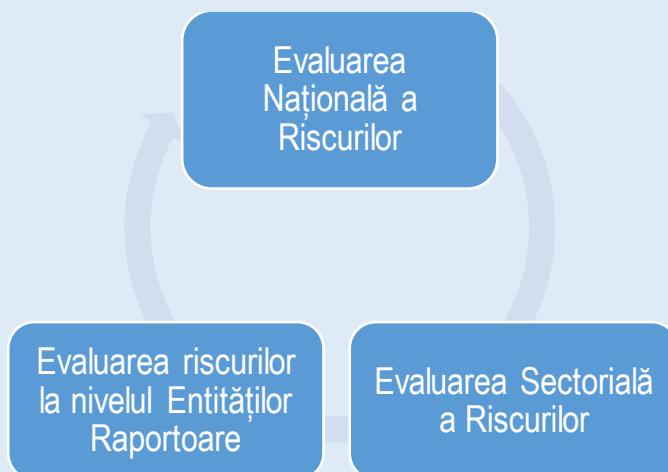 Evaluarea
Națională a
Riscurilor
Evaluarea riscurilor
la nivelul Entităților
Raportoare
Evaluarea Sectorială
a Riscurilor